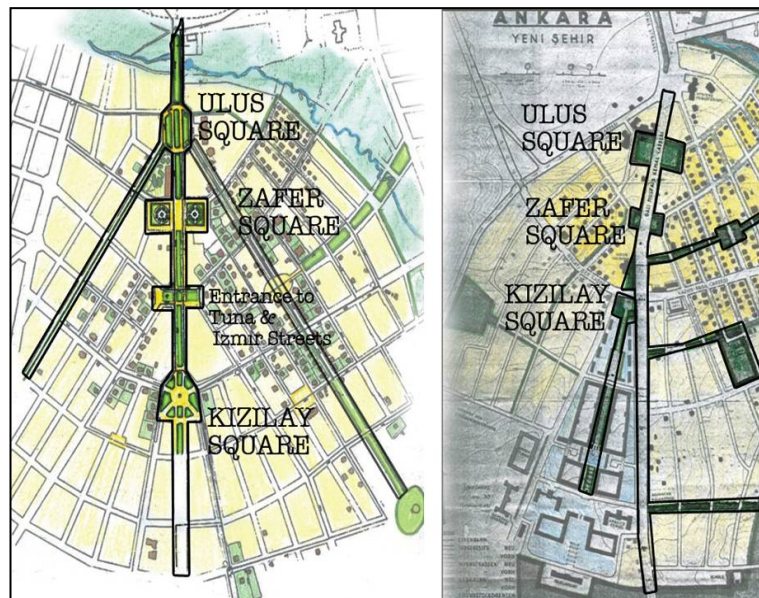 ULUS
SQUARE
ZAFER
SQUARE
Entrance to
Tuna &
Izmir Streets
KIZILAY
SQUARE
ANKARA
YENI ŞEHIR
ULUS
SQUARE
ZAFER
SQUARE
KIZILAY
SQUARE